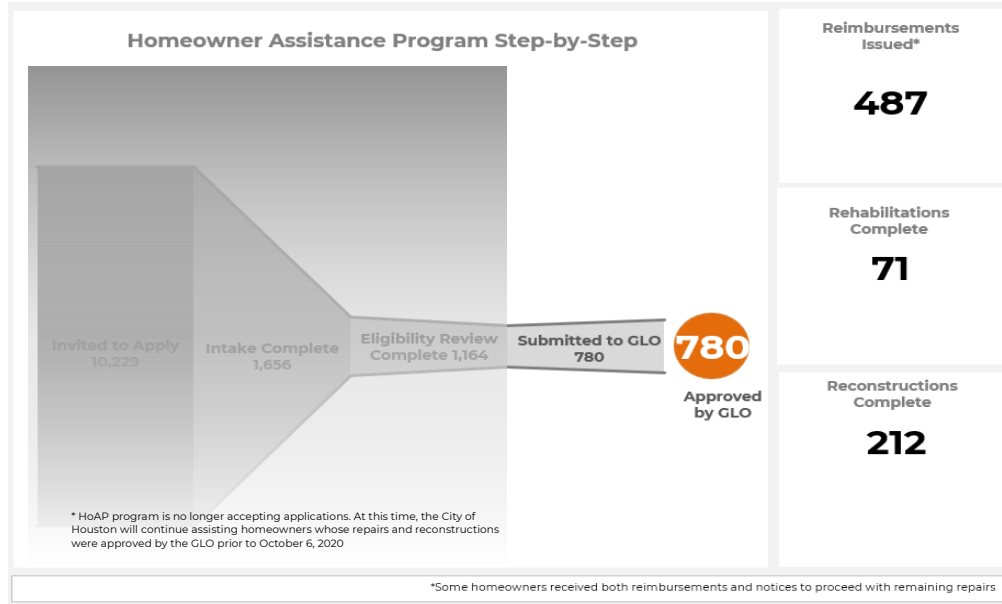 Homeowner Assistance Program Step-by-Step
Invited to Apply
10,229
Intake Complete
1,656
Eligibility Review
Complete 1,164
Submitted to GLO
780
780
Approved
by GLO
* HoAP program is no longer accepting applications. At this time, the City of
Houston will continue assisting homeowners whose repairs and reconstructions
were approved by the GLO prior to October 6, 2020
Reimbursements
Issued*
487
Rehabilitations
Complete
71
Reconstructions
Complete
212
*Some homeowners received both reimbursements and notices to proceed with remaining repairs